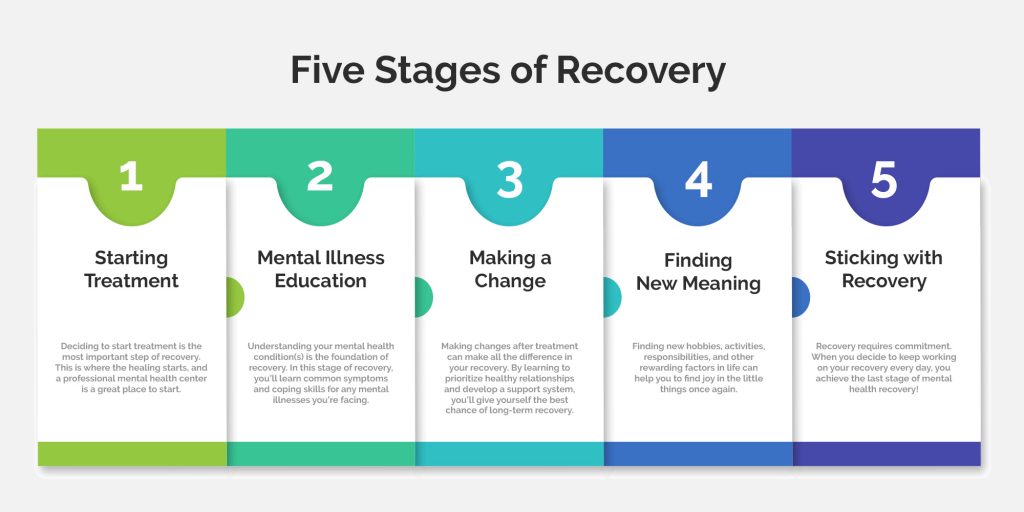 Five Stages of Recovery
1
Starting
Treatment
Deciding to start treatment is the
most important step of recovery.
This is where the healing starts, and
a professional mental health center
is a great place to start.
2
Mental Illness
Education
Understanding your mental health
condition(s) is the foundation of
recovery. In this stage of recovery,
you'll learn common symptoms
and coping skills for any mental
illnesses you're facing.
3
Making a
Change
Making changes after treatment
can make all the difference in
your recovery. By learning to
prioritize healthy relationships
and develop a support system,
you'll give yourself the best
chance of long-term recovery.
4
Finding
New Meaning
Finding new hobbies, activities,
responsibilities, and other
rewarding factors in life can
help you to find joy in the little
things once again.
5
Sticking with
Recovery
Recovery requires commitment.
When you decide to keep working
on your recovery every day, you
achieve the last stage of mental
health recovery!